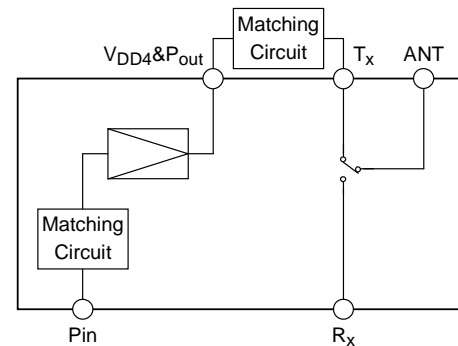 Matching
Circuit
VDD4&Pout
Tx
ANT
Matching
Circuit
Pin
Rx